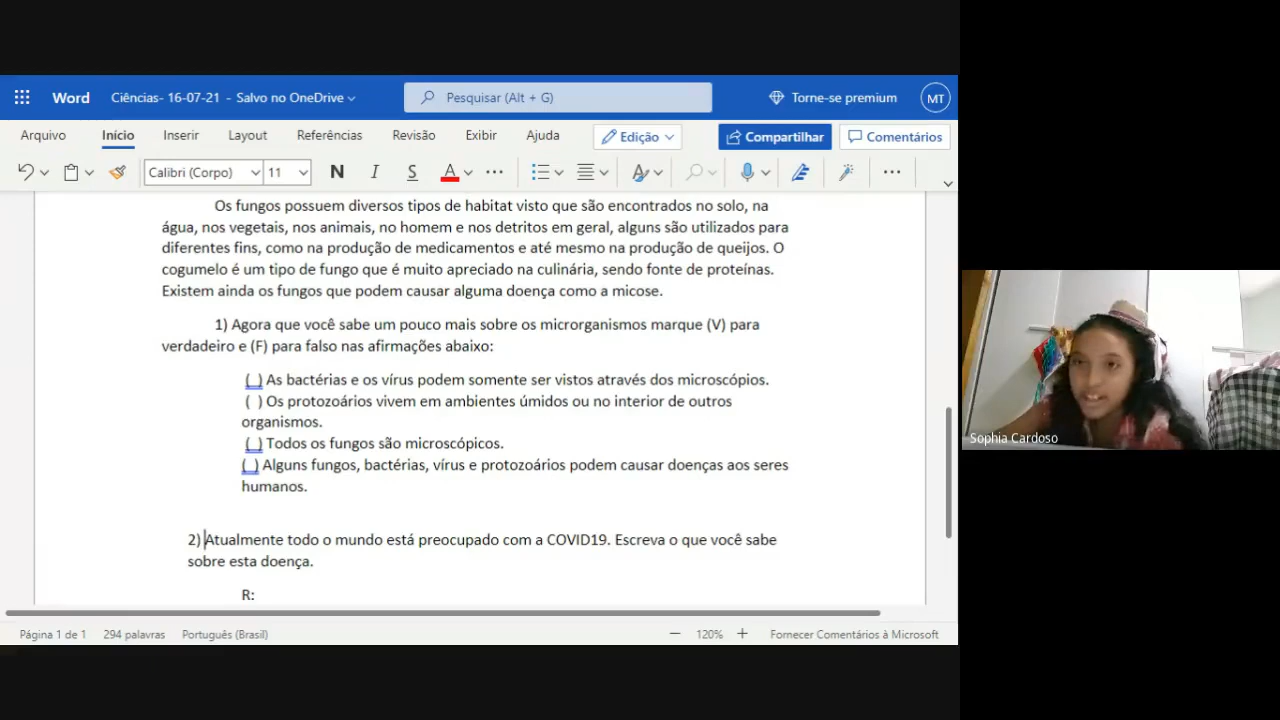 Word Ciências- 16-07-21 - Salvo no OneDrive Pesquisar (Alt + G) Torne-se premium MT
Arquivo Início Inserir Layout Referências Revisão Exibir Ajuda Edição Compartilhar Comentários
Calibri (Corpo) 11 N I S A
Os fungos possuem diversos tipos de habitat visto que são encontrados no solo, na
água, nos vegetais, nos animais, no homem e nos detritos em geral, alguns são utilizados para
diferentes fins, como na produção de medicamentos e até mesmo na produção de queijos. O
cogumelo é um tipo de fungo que é muito apreciado na culinária, sendo fonte de proteínas.
Existem ainda os fungos que podem causar alguma doença como a micose.
1) Agora que você sabe um pouco mais sobre os microrganismos marque (V) para
verdadeiro e (F) para falso nas afirmações abaixo:
( ) As bactérias e os vírus podem somente ser vistos através dos microscópios.
( ) Os protozoários vivem em ambientes úmidos ou no interior de outros
organismos.
( ) Todos os fungos são microscópicos.
( ) Alguns fungos, bactérias, vírus e protozoários podem causar doenças aos seres
humanos.
2) Atualmente todo o mundo está preocupado com a COVID19. Escreva o que você sabe
sobre esta doença.
R:
Página 1 de 1 294 palavras Português (Brasil) 120% Fornecer Comentários à Microsoft
Sophia Cardoso